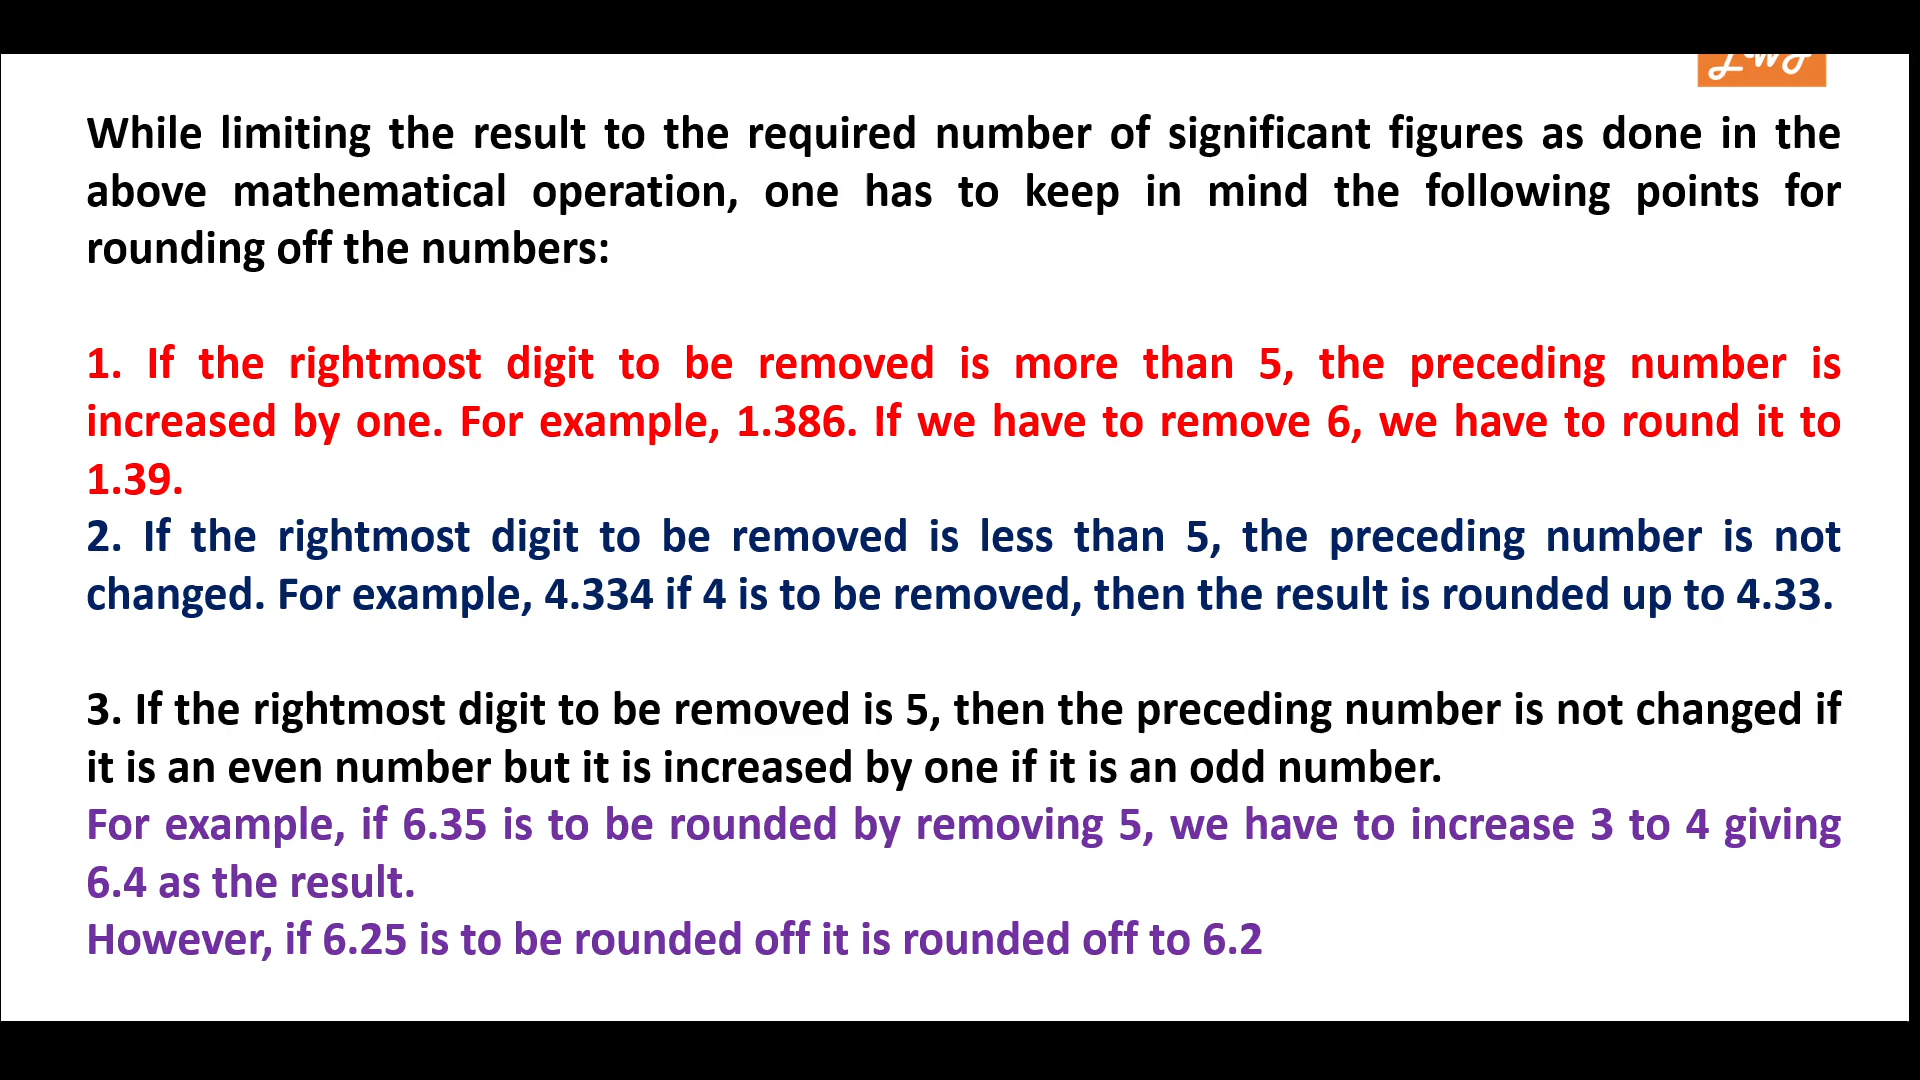 While limiting the result to the required number of significant figures as done in the
above mathematical operation, one has to keep in mind the following points for
rounding off the numbers:
1. If the rightmost digit to be removed is more than 5, the preceding number is
increased by one. For example, 1.386. If we have to remove 6, we have to round it to
1.39.
2. If the rightmost digit to be removed is less than 5, the preceding number is not
changed. For example, 4.334 if 4 is to be removed, then the result is rounded up to 4.33.
3. If the rightmost digit to be removed is 5, then the preceding number is not changed if
it is an even number but it is increased by one if it is an odd number.
For example, if 6.35 is to be rounded by removing 5, we have to increase 3 to 4 giving
6.4 as the result.
However, if 6.25 is to be rounded off it is rounded off to 6.2